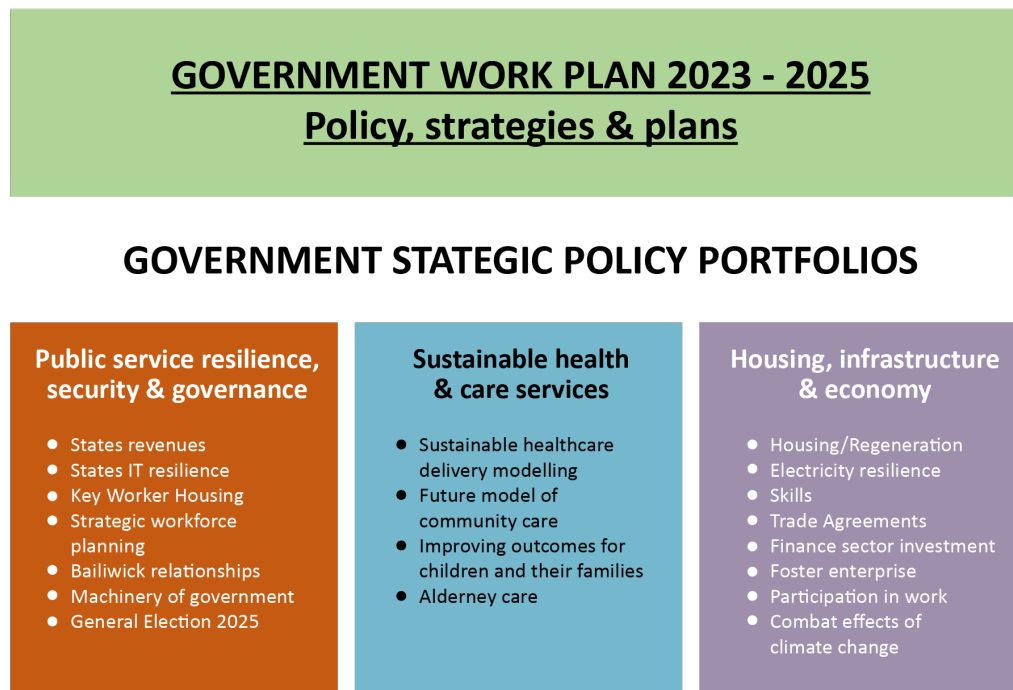 GOVERNMENT WORK PLAN 2023 - 2025
Policy, strategies & plans
GOVERNMENT STATEGIC POLICY PORTFOLIOS
Public service resilience,
security & governance
● States revenues
● States IT resilience
● Key Worker Housing
● Strategic workforce
planning
● Bailiwick relationships
● Machinery of government
● General Election 2025
Sustainable health
& care services
● Sustainable healthcare
delivery modelling
● Future model of
community care
● Improving outcomes for
children and their families
● Alderney care
Housing, infrastructure
& economy
● Housing/Regeneration
● Electricity resilience
● Skills
● Trade Agreements
● Finance sector investment
● Foster enterprise
● Participation in work
● Combat effects of
climate change